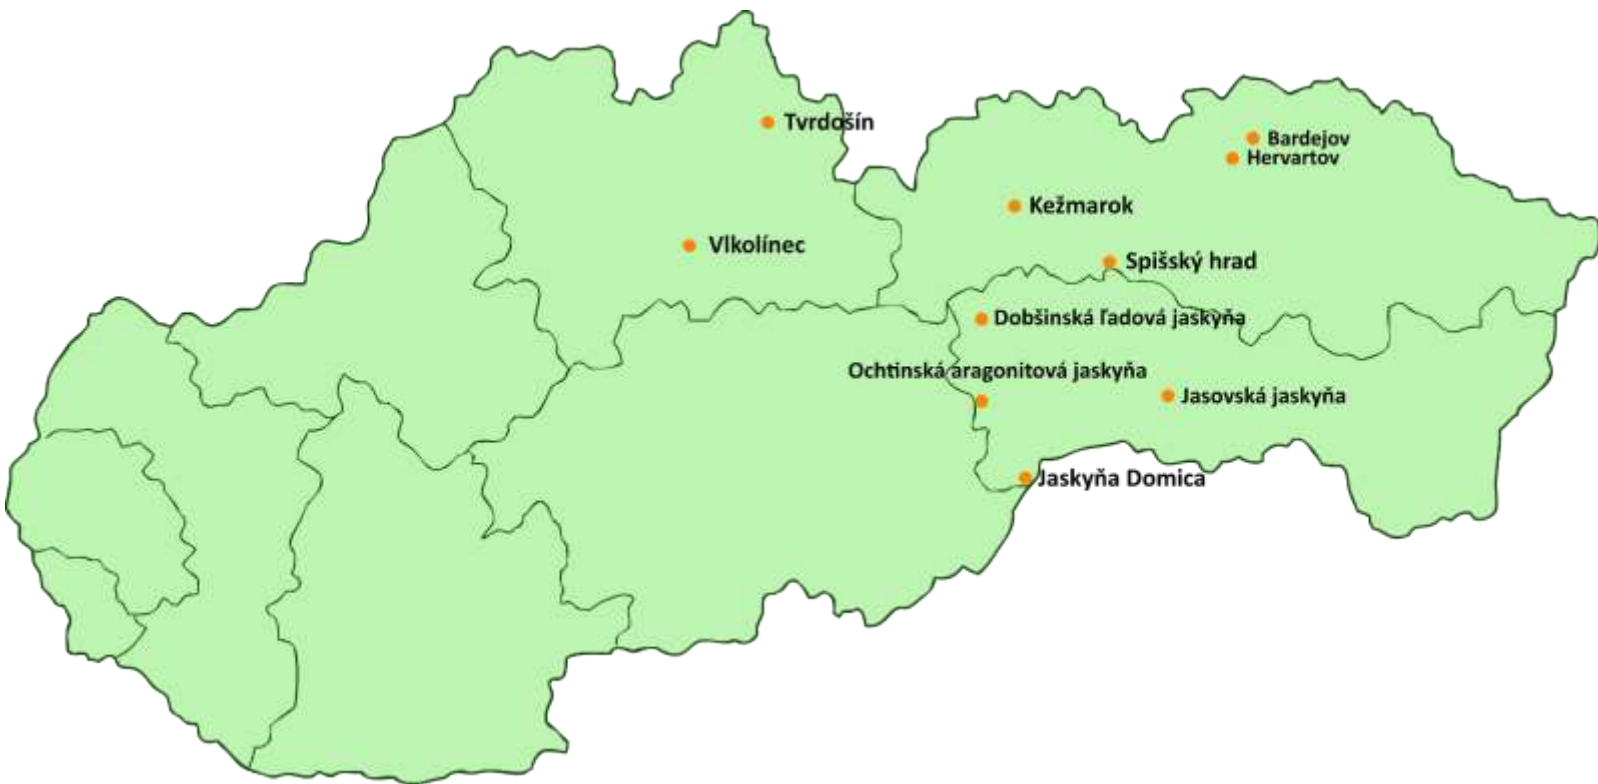 Tvrdošín
Bardejov
Hervartov
Kežmarok
Vlkolínec
Spišský hrad
Dobšinská ľadová jaskyňa
Ochtinská aragonitová jaskyňa
Jasovská jaskyňa
Jaskyňa Domica